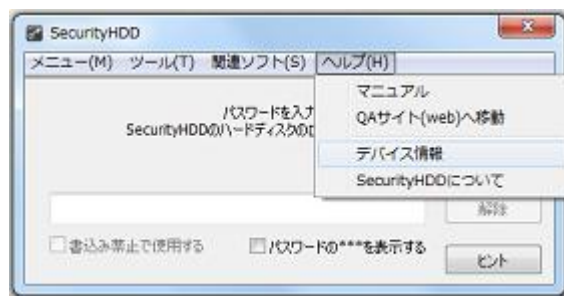 SecurityHDD
メニュー(M) ツール(T) 関連ソフト(S) ヘルプ(H)
マニュアル
QAサイト(web)へ移動
デバイス情報
SecurityHDDについて
パスワードを入力
SecurityHDDのハードディスクのロ
解除
書込み禁止で使用する
パスワードの***を表示する
ヒント